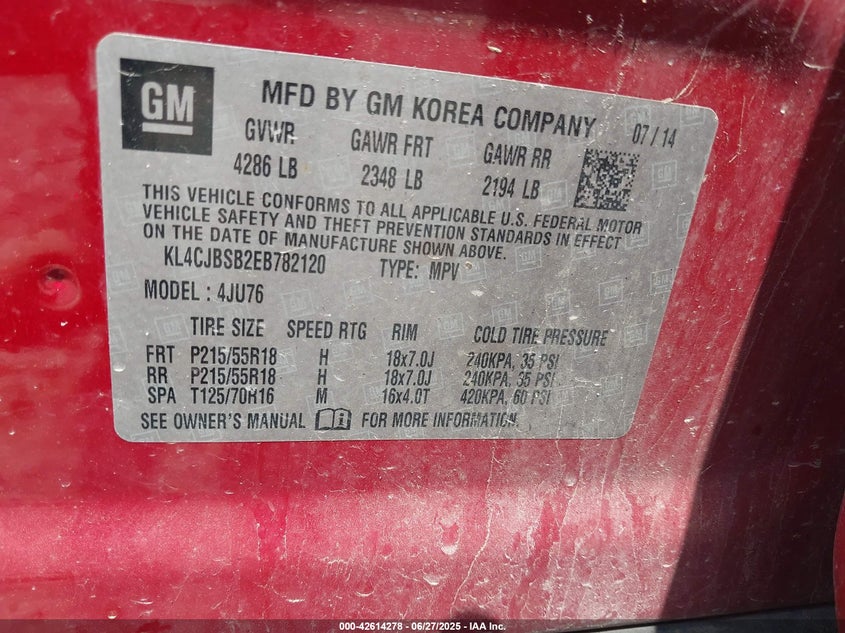 GM
MFD BY GM KOREA COMPANY 07/14
GVWR GAWR FRT GAWR RR
4286 LB 2348 LB 2194 LB
THIS VEHICLE CONFORMS TO ALL APPLICABLE U.S. FEDERAL MOTOR
VEHICLE SAFETY AND THEFT PREVENTION STANDARDS IN EFFECT
ON THE DATE OF MANUFACTURE SHOWN ABOVE.
KL4CJBSB2EB782120 TYPE: MPV
MODEL : 4JU76
TIRE SIZE SPEED RTG RIM COLD TIRE PRESSURE
FRT P215/55R18 H 18x7.0J 240KPA, 35 PSI
RR P215/55R18 H 18x7.0J 240KPA, 35 PSI
SPA T125/70R16 M 16x4.0T 420KPA, 60 PSI
SEE OWNER'S MANUAL FOR MORE INFORMATION.
000-42614278 - 06/27/2025 - IAA Inc.